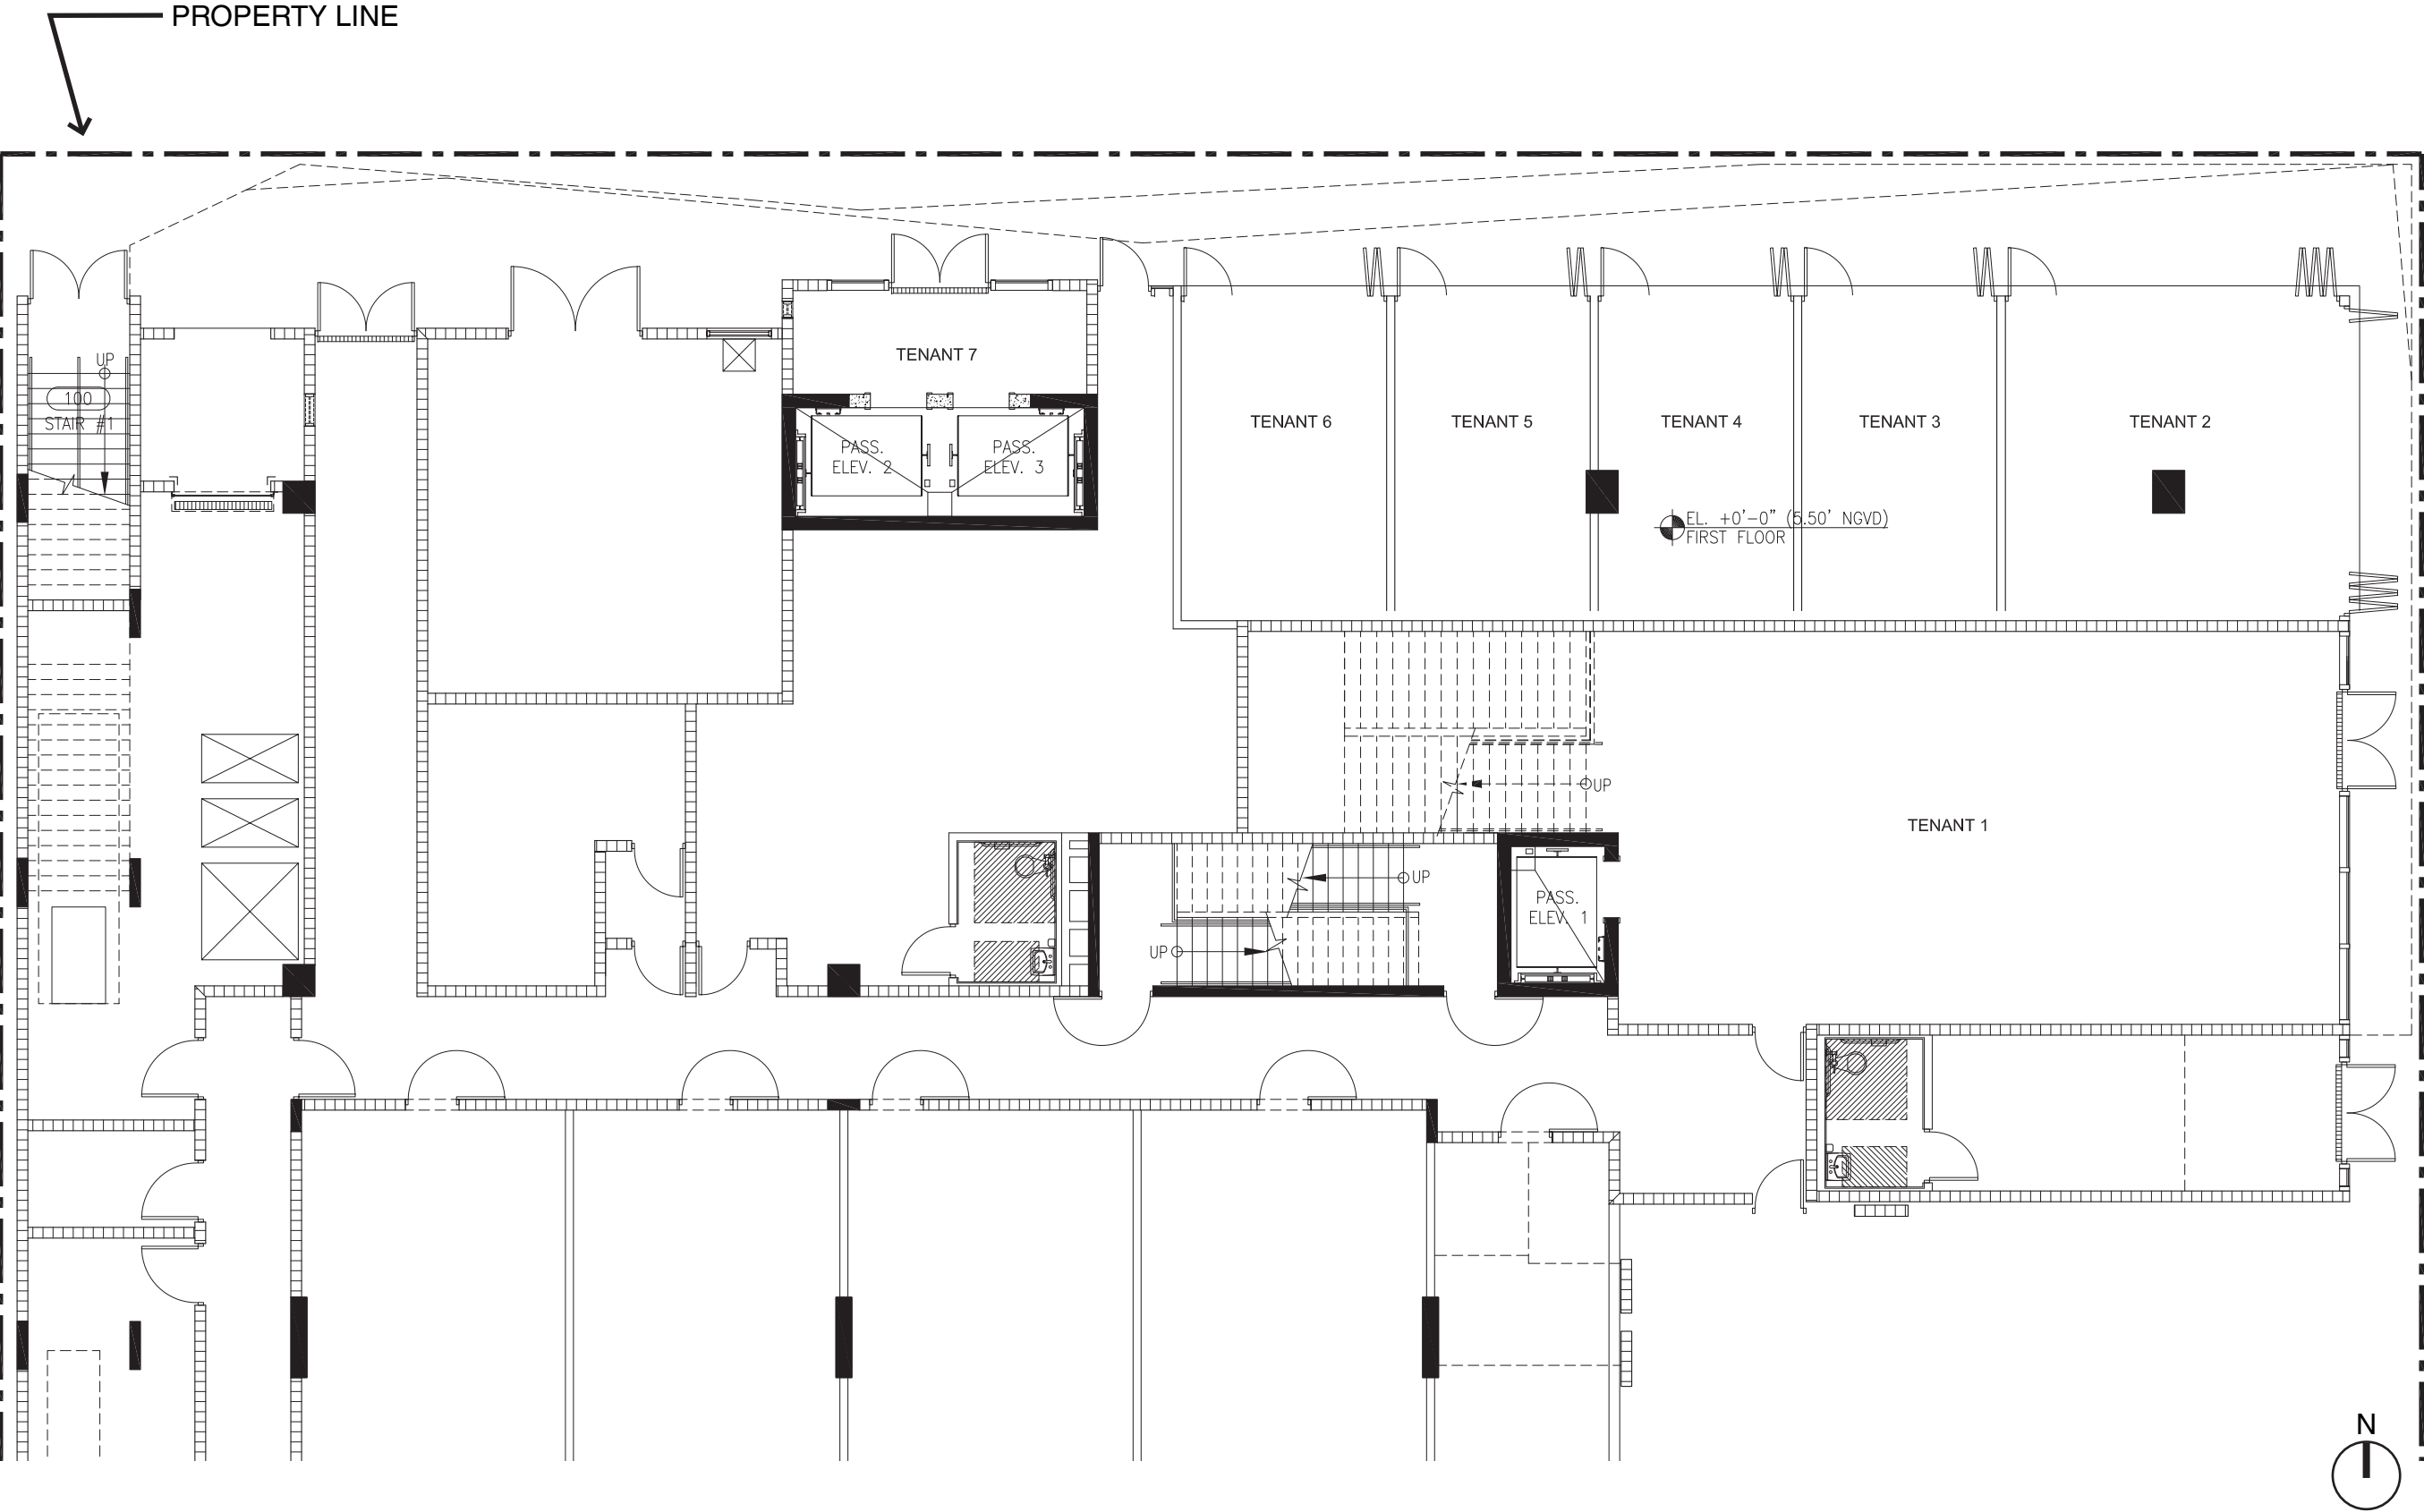 PROPERTY LINE
UP
100
STAIR #1
TENANT 7
PASS.
ELEV. 2
PASS.
ELEV. 3
TENANT 6
TENANT 5
TENANT 4
TENANT 3
TENANT 2
EL. +0'-0" (5.50' NGVD)
FIRST FLOOR
UP
TENANT 1
UP
UP
PASS.
ELEV. 1
N